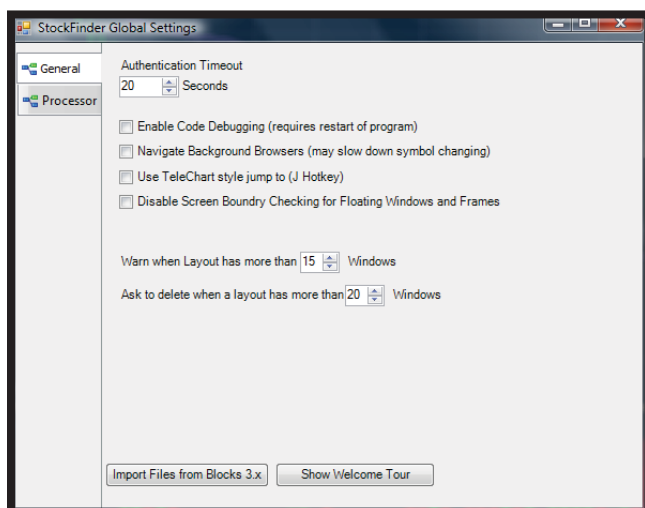 StockFinder Global Settings
General
Processor
Authentication Timeout
20 Seconds
Enable Code Debugging (requires restart of program)
Navigate Background Browsers (may slow down symbol changing)
Use TeleChart style jump to (J Hotkey)
Disable Screen Boundry Checking for Floating Windows and Frames
Warn when Layout has more than 15 Windows
Ask to delete when a layout has more than 20 Windows
Import Files from Blocks 3.x
Show Welcome Tour